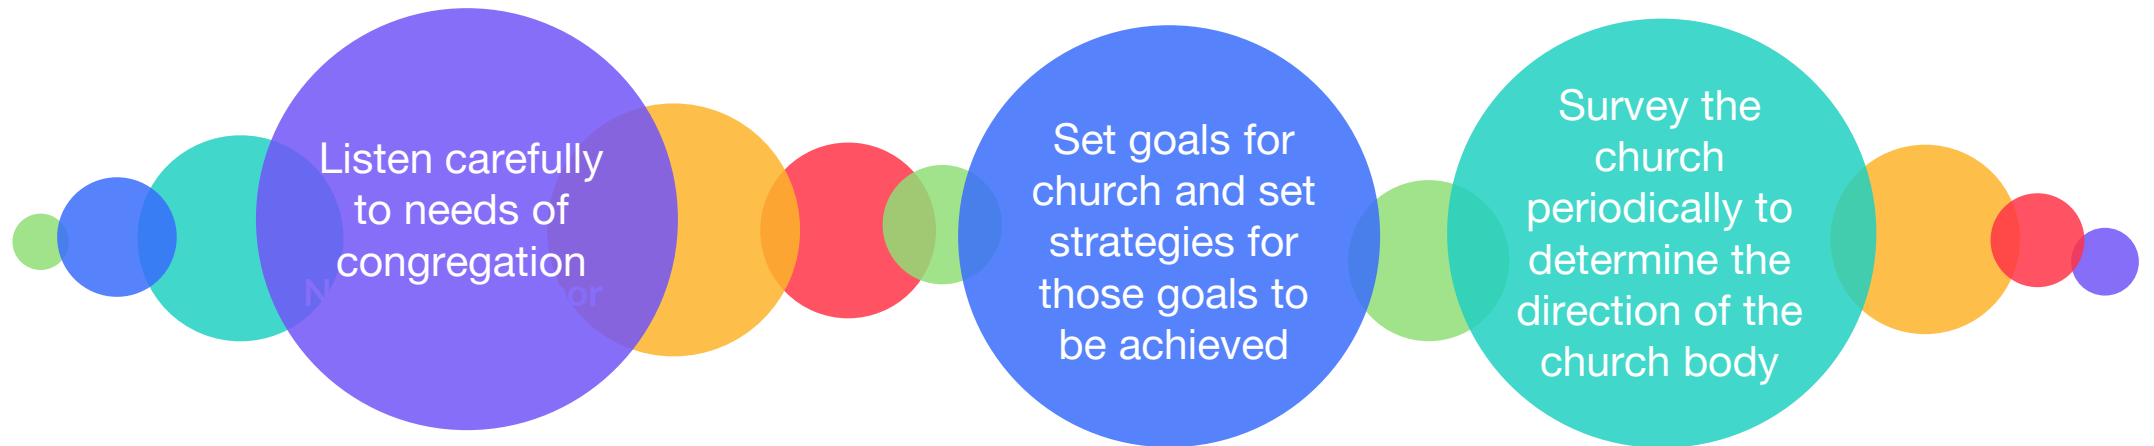 Listen carefully
to needs of
congregation
Set goals for
church and set
strategies for
those goals to
be achieved
Survey the
church
periodically to
determine the
direction of the
church body